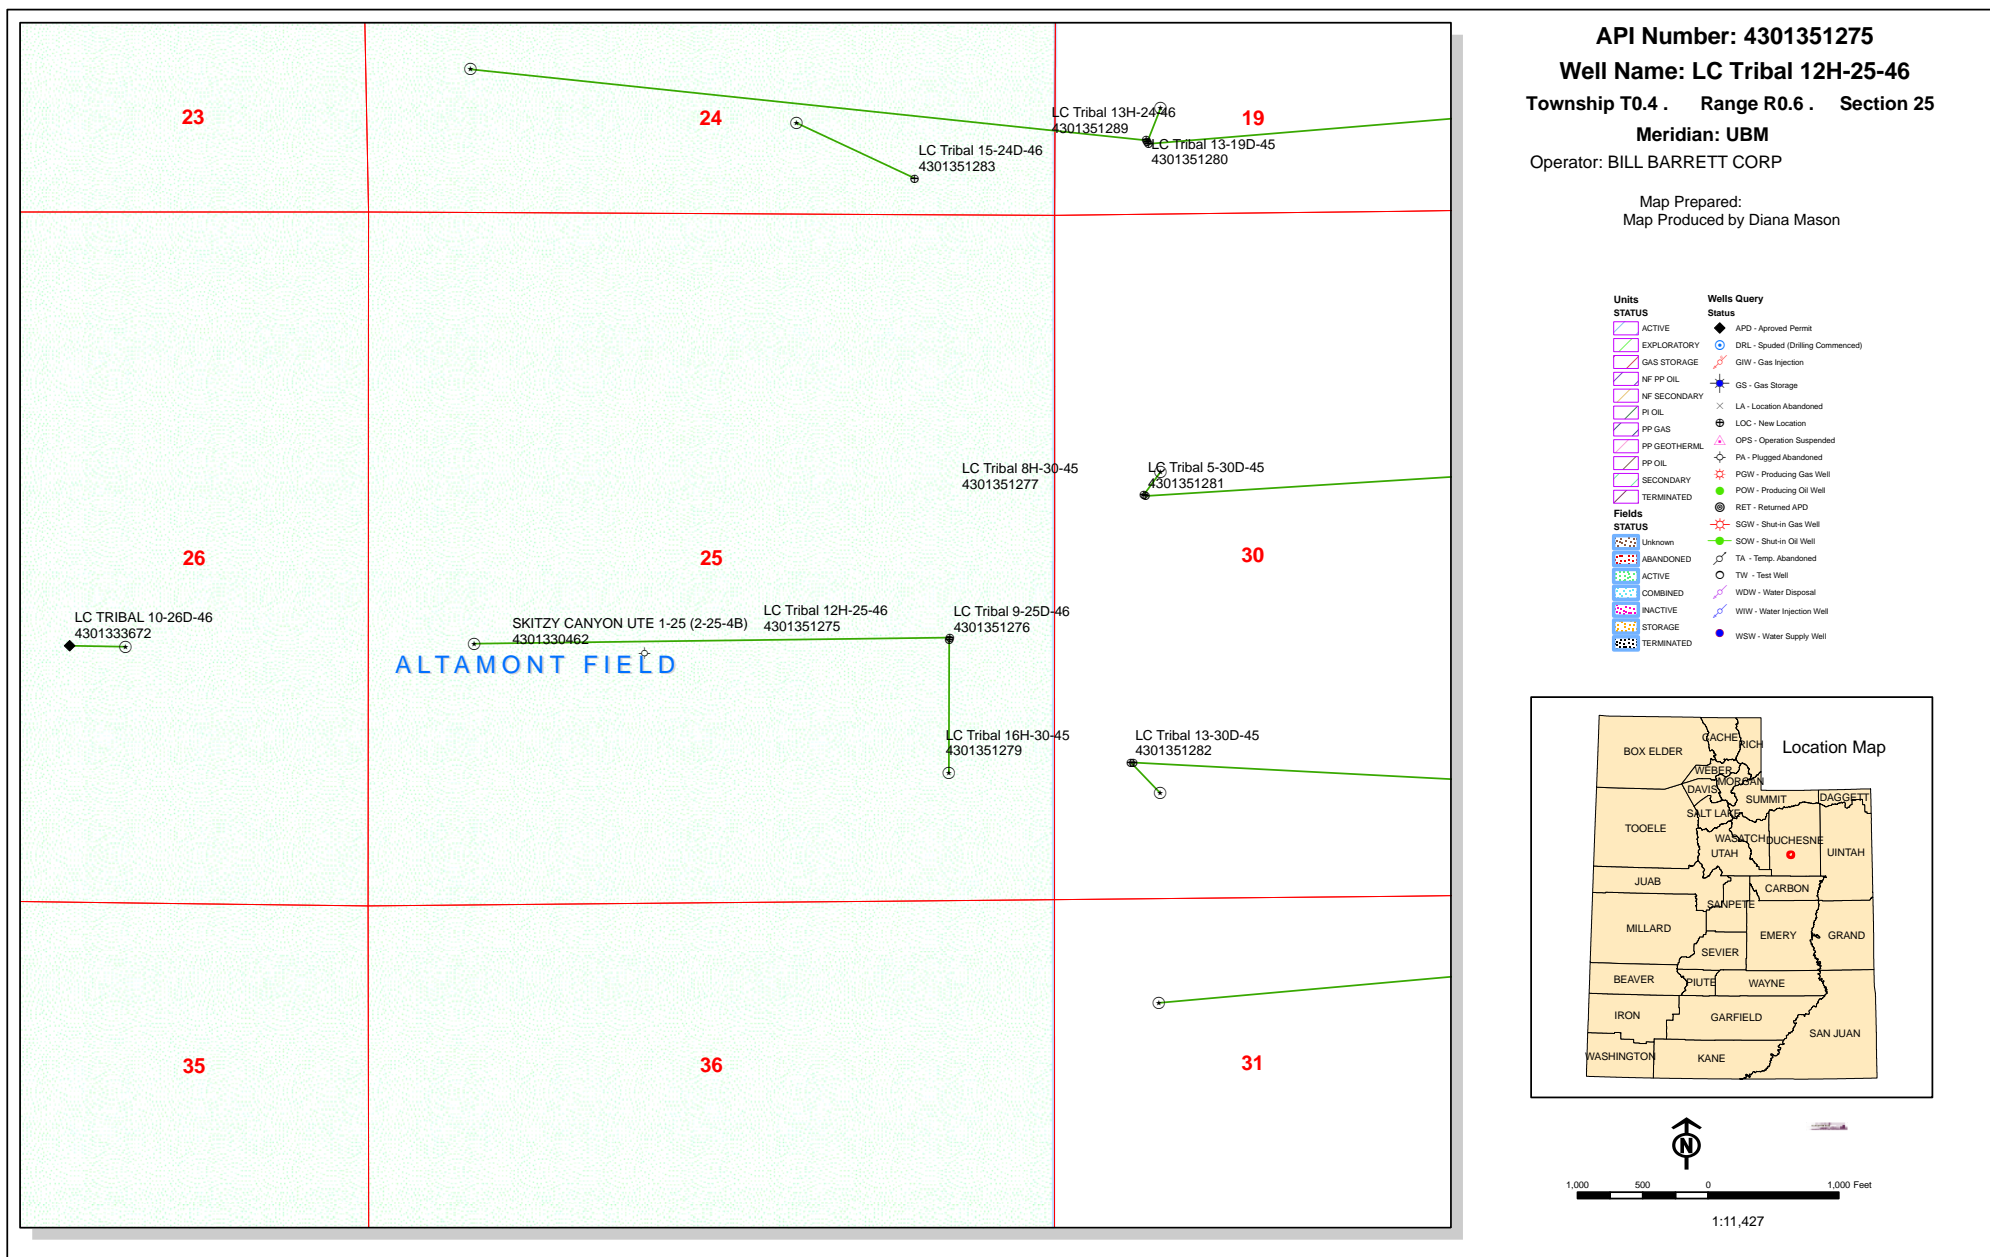 API Number: 4301351275
Well Name: LC Tribal 12H-25-46
Township T0.4 . Range R0.6 . Section 25
Meridian: UBM
Operator: BILL BARRETT CORP
Map Prepared:
Map Produced by Diana Mason
23
24
19
LC Tribal 13H-24-46
4301351289
LC Tribal 13-19D-45
4301351280
LC Tribal 15-24D-46
4301351283
LC Tribal 8H-30-45
4301351277
LC Tribal 5-30D-45
4301351281
26
25
30
LC TRIBAL 10-26D-46
4301333672
SKITZY CANYON UTE 1-25 (2-25-4B)
4301330462
LC Tribal 12H-25-46
4301351275
LC Tribal 9-25D-46
4301351276
ALTAMONT FIELD
LC Tribal 16H-30-45
4301351279
LC Tribal 13-30D-45
4301351282
35
36
31
Units
STATUS
ACTIVE
EXPLORATORY
GAS STORAGE
NF PP OIL
NF SECONDARY
PI OIL
PP GAS
PP GEOTHERML
PP OIL
SECONDARY
TERMINATED
Fields
STATUS
Unknown
ABANDONED
ACTIVE
COMBINED
INACTIVE
STORAGE
TERMINATED
Wells Query
Status
APD - Aproved Permit
DRL - Spuded (Drilling Commenced)
GIW - Gas Injection
GS - Gas Storage
LA - Location Abandoned
LOC - New Location
OPS - Operation Suspended
PA - Plugged Abandoned
PGW - Producing Gas Well
POW - Producing Oil Well
RET - Returned APD
SGW - Shut-in Gas Well
SOW - Shut-in Oil Well
TA - Temp. Abandoned
TW - Test Well
WDW - Water Disposal
WIW - Water Injection Well
WSW - Water Supply Well
Location Map
BOX ELDER
CACHE
RICH
WEBER
MORGAN
DAVIS
SUMMIT
DAGGETT
SALT LAKE
TOOELE
WASATCH
DUCHESNE
UTAH
UINTAH
JUAB
CARBON
SANPETE
MILLARD
EMERY
GRAND
SEVIER
BEAVER
PIUTE
WAYNE
IRON
GARFIELD
SAN JUAN
WASHINGTON
KANE
N
1,000 500 0 1,000 Feet
1:11,427